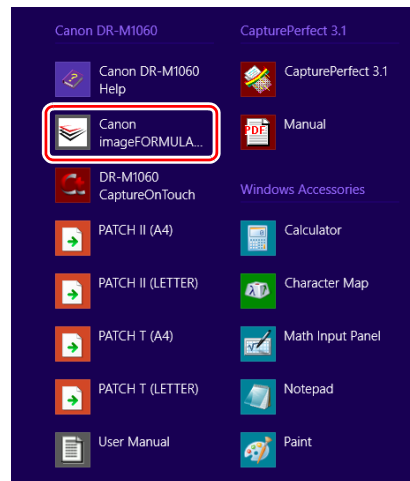 Canon DR-M1060
Canon DR-M1060
Help
Canon
imageFORMULA...
DR-M1060
CaptureOnTouch
PATCH II (A4)
PATCH II (LETTER)
PATCH T (A4)
PATCH T (LETTER)
User Manual
CapturePerfect 3.1
CapturePerfect 3.1
PDF
Manual
Windows Accessories
Calculator
Character Map
Math Input Panel
Notepad
Paint